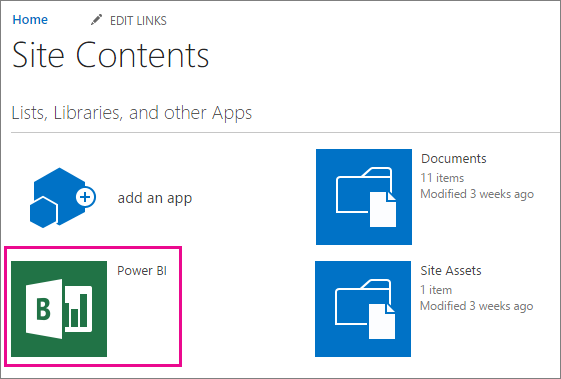 Home
EDIT LINKS
Site Contents
Lists, Libraries, and other Apps
add an app
Documents
11 items
Modified 3 weeks ago
B
Power BI
Site Assets
1 item
Modified 3 weeks ago